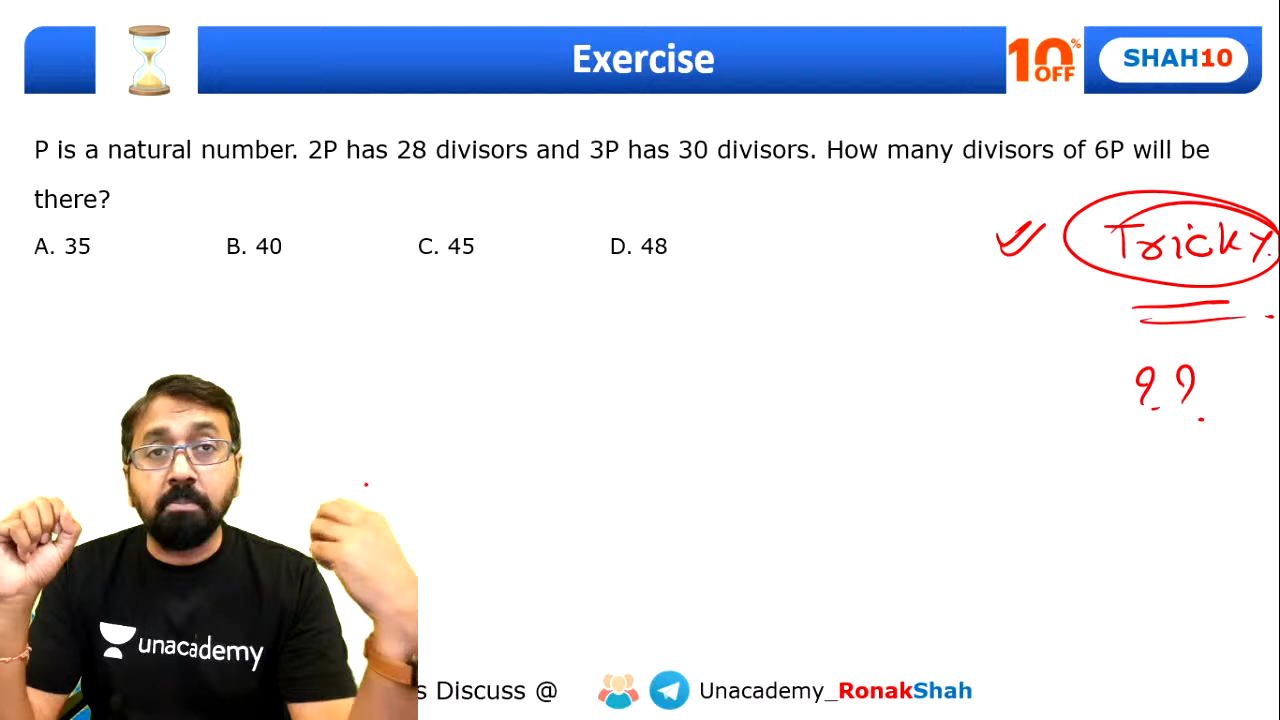 Exercise
10% OFF
SHAH10
P is a natural number. 2P has 28 divisors and 3P has 30 divisors. How many divisors of 6P will be
there?
A. 35 B. 40 C. 45 D. 48
Tricky.
??
unacademy
s Discuss @ Unacademy_RonakShah